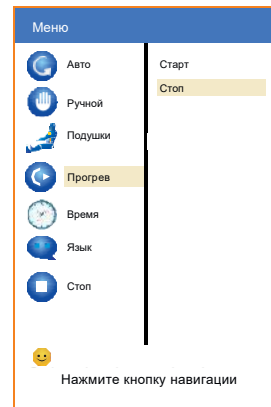 Меню
Авто
Ручной
Подушки
Прогрев
Время
Язык
Стоп
Старт
Стоп
Нажмите кнопку навигации